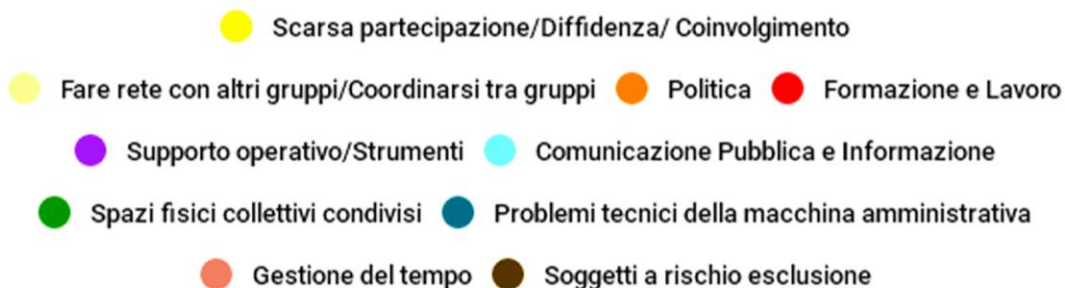 Scarsa partecipazione/Diffidenza/ Coinvolgimento
Fare rete con altri gruppi/Coordinarsi tra gruppi Politica Formazione e Lavoro
Supporto operativo/Strumenti Comunicazione Pubblica e Informazione
Spazi fisici collettivi condivisi Problemi tecnici della macchina amministrativa
Gestione del tempo Soggetti a rischio esclusione